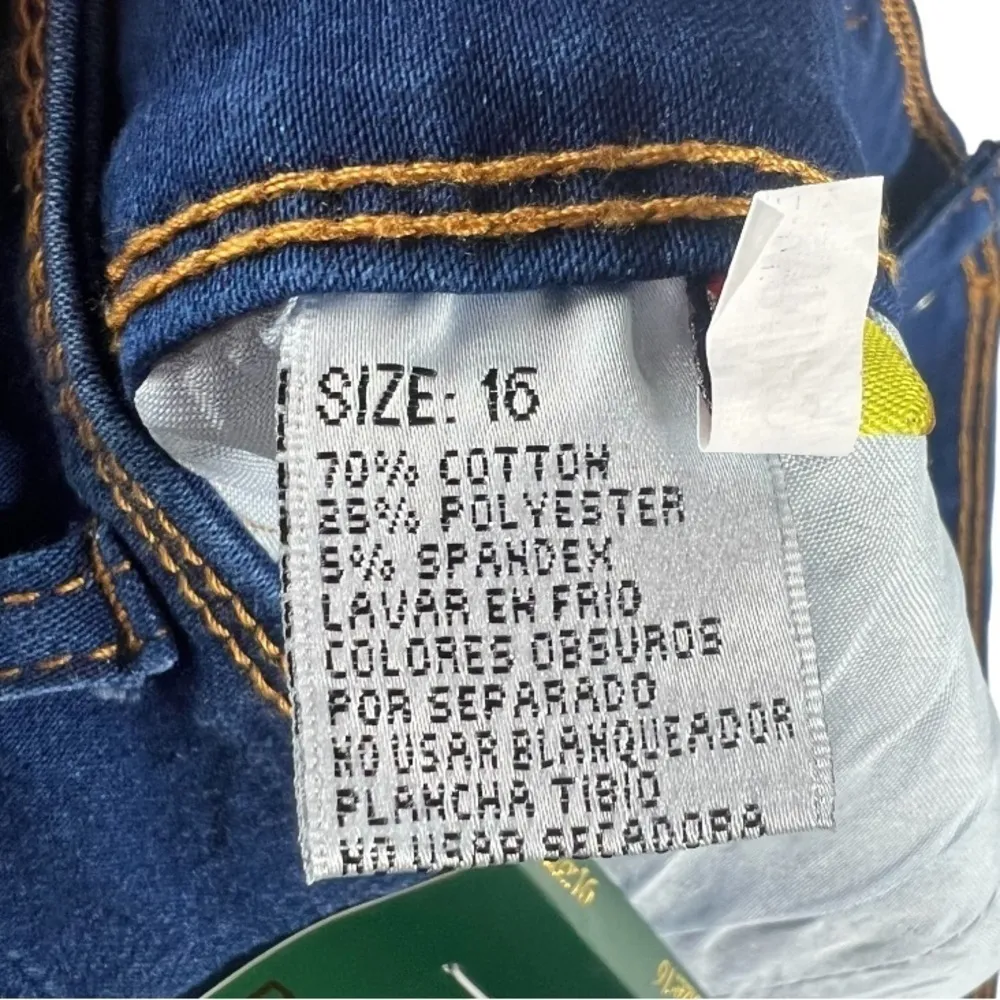 SIZE: 16
70% COTTON
25% POLYESTER
5% SPANDEX
LAVAR EN FRIO
COLORES OBSUROS
POR SEPARADO
NO USAR BLANQUEADOR
PLANCHA TIBIO
NO USAR SECADORA